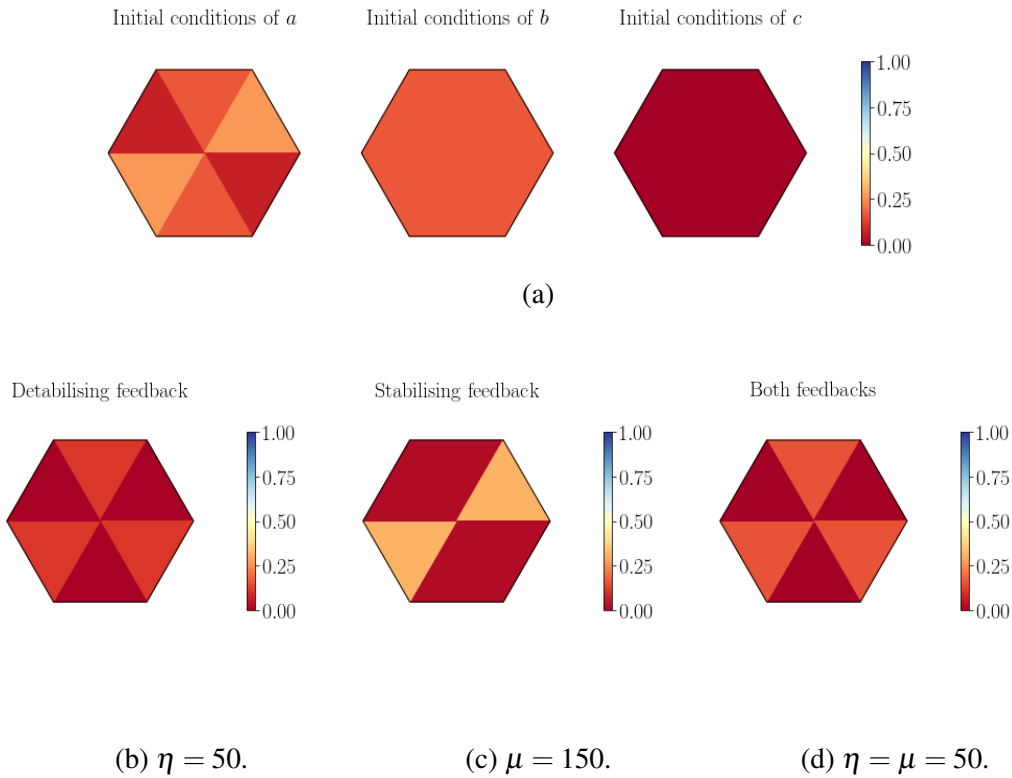 Initial conditions of a
Initial conditions of b
Initial conditions of c
1.00
0.75
0.50
0.25
0.00
(a)
Detabilising feedback
Stabilising feedback
Both feedbacks
1.00
0.75
0.50
0.25
0.00
1.00
0.75
0.50
0.25
0.00
1.00
0.75
0.50
0.25
0.00
(b) η = 50.
(c) μ = 150.
(d) η = μ = 50.